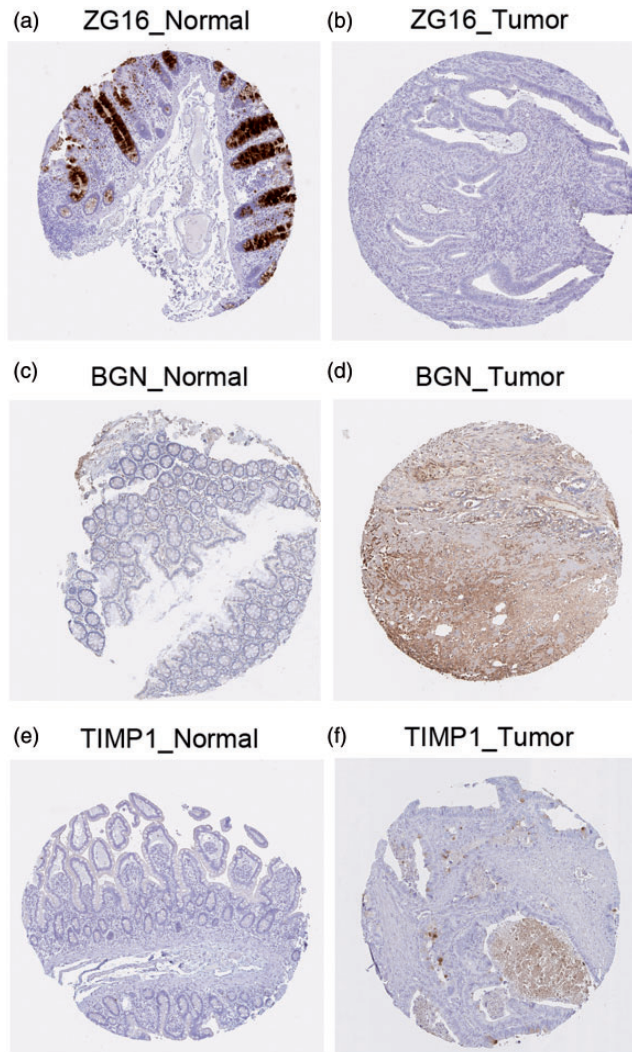 (a) ZG16_Normal
(b) ZG16_Tumor
(c) BGN_Normal
(d) BGN_Tumor
(e) TIMP1_Normal
(f) TIMP1_Tumor